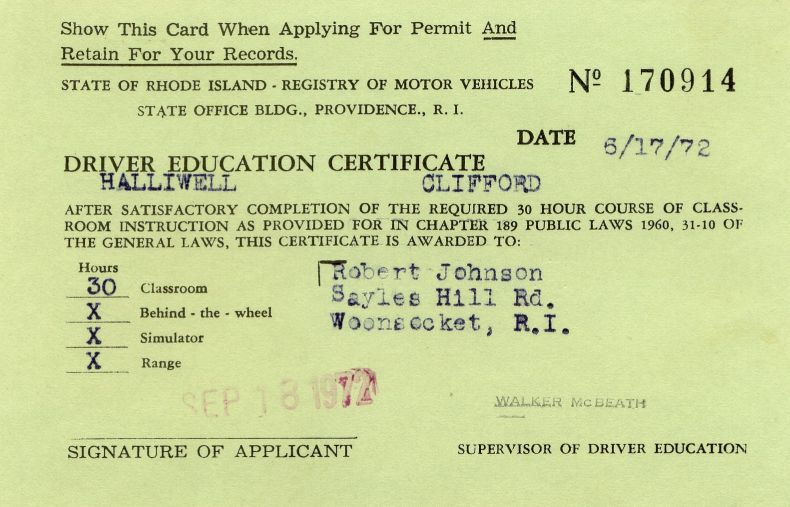 Show This Card When Applying For Permit And
Retain For Your Records.
STATE OF RHODE ISLAND - REGISTRY OF MOTOR VEHICLES Nº 170914
STATE OFFICE BLDG., PROVIDENCE., R. I.
DATE 6/17/72
DRIVER EDUCATION CERTIFICATE
HALLIWELL CLIFFORD
AFTER SATISFACTORY COMPLETION OF THE REQUIRED 30 HOUR COURSE OF CLASS-
ROOM INSTRUCTION AS PROVIDED FOR IN CHAPTER 189 PUBLIC LAWS 1960, 31-10 OF
THE GENERAL LAWS, THIS CERTIFICATE IS AWARDED TO:
Hours
30 Classroom
X Behind - the - wheel
X Simulator
X Range
Robert Johnson
Sayles Hill Rd.
Woonsocket, R.I.
SEP 18 1972
WALKER McBEATH
SIGNATURE OF APPLICANT
SUPERVISOR OF DRIVER EDUCATION